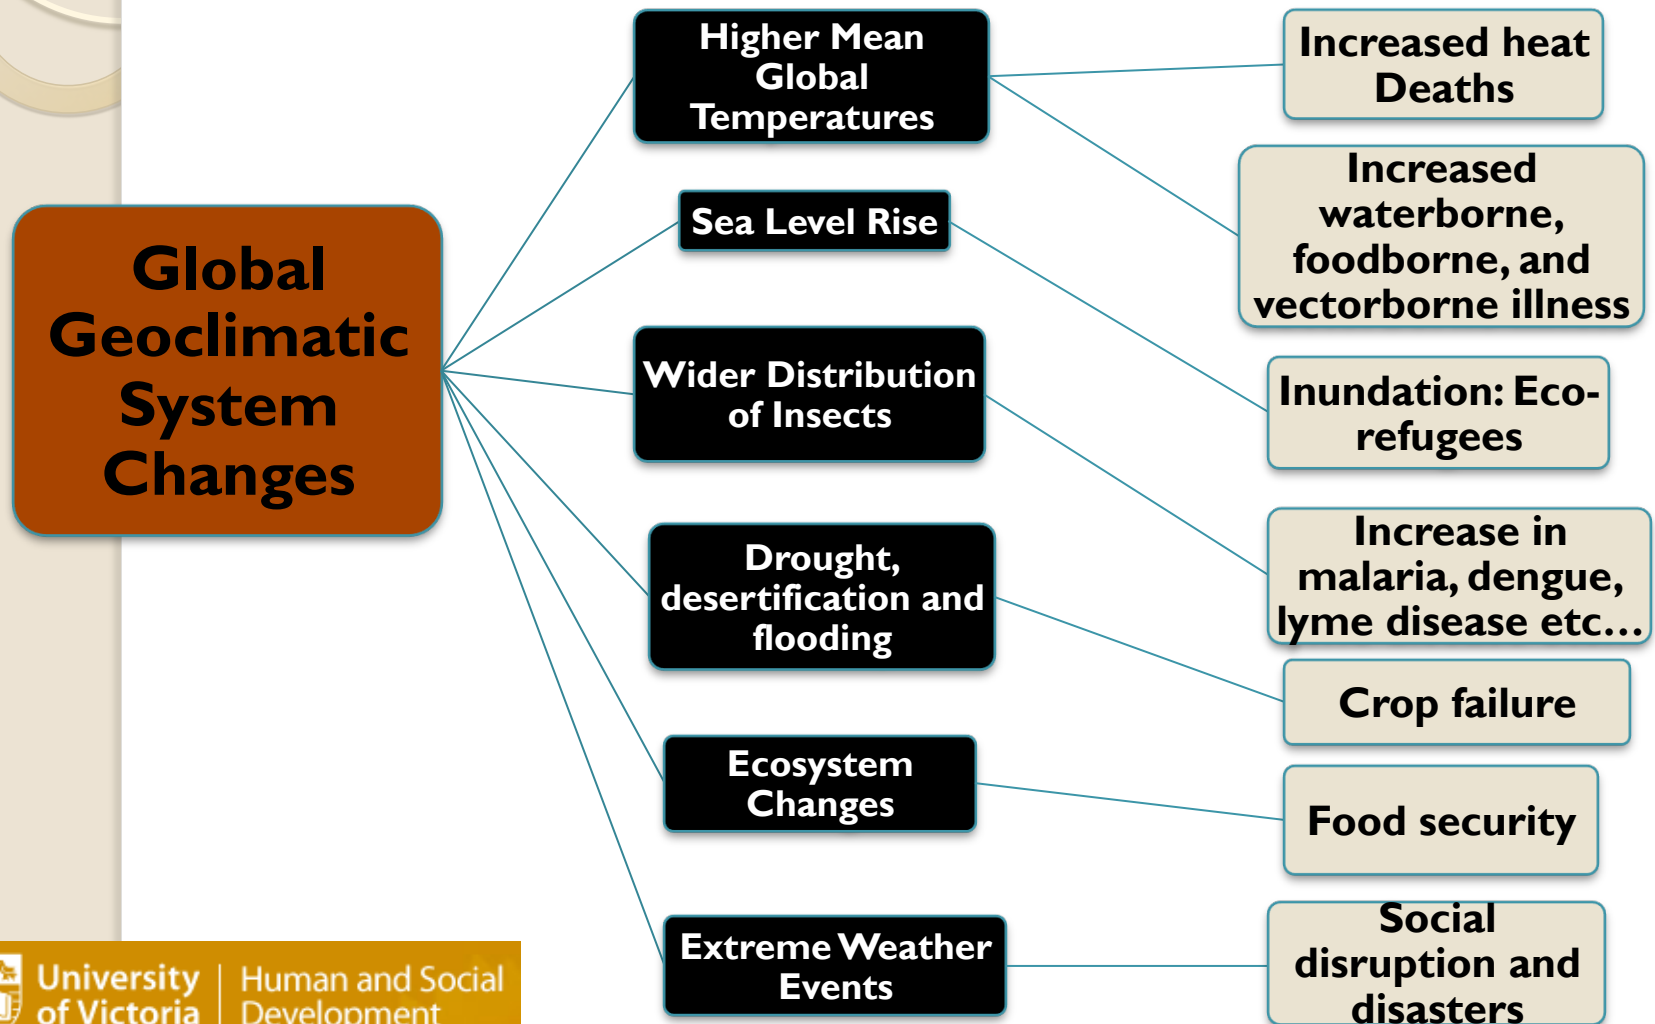 Global
Geoclimatic
System
Changes
Higher Mean
Global
Temperatures
Sea Level Rise
Wider Distribution
of Insects
Drought,
desertification and
flooding
Ecosystem
Changes
Extreme Weather
Events
Increased heat
Deaths
Increased
waterborne,
foodborne, and
vectorborne illness
Inundation: Eco-
refugees
Increase in
malaria, dengue,
lyme disease etc…
Crop failure
Food security
Social
disruption and
disasters
University
of Victoria
Human and Social
Development